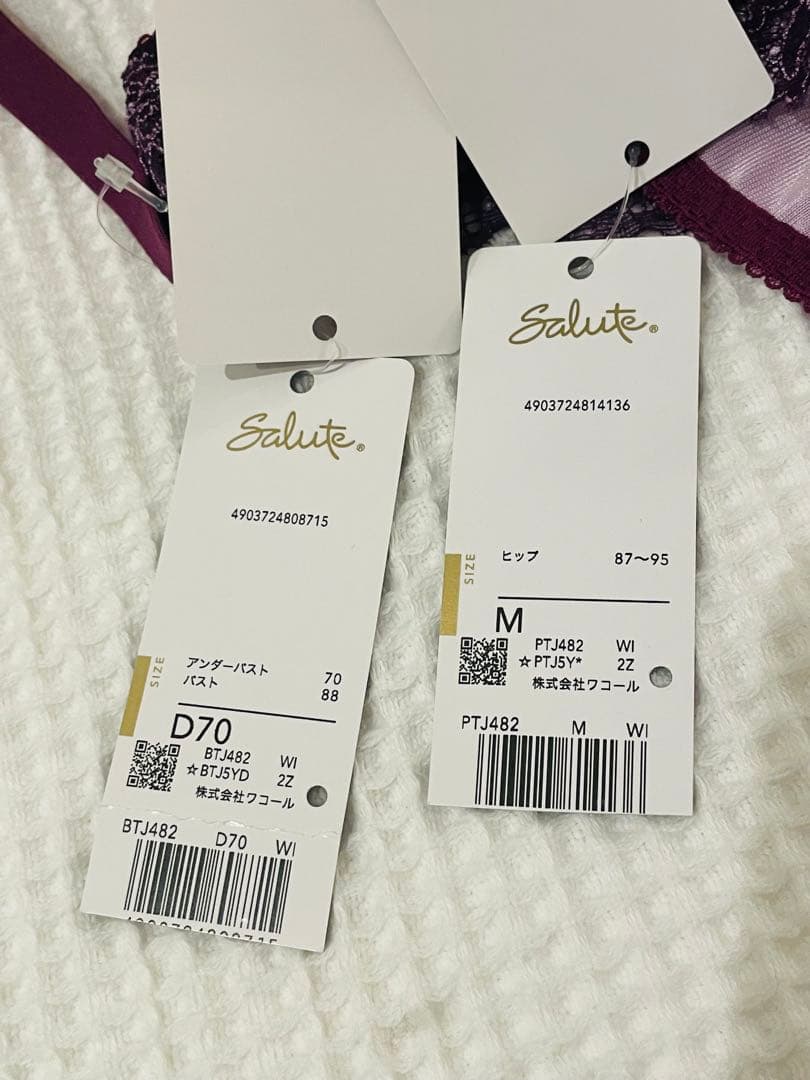 Salute®
4903724808715
SIZE
アンダーバスト 70
バスト 88
D70
BTJ482 WI
☆BTJ5YD 2Z
株式会社ワコール
BTJ482 D70 WI
Salute®
4903724814136
SIZE
ヒップ 87〜95
M
PTJ482 WI
☆PTJ5Y* 2Z
株式会社ワコール
PTJ482 M WI